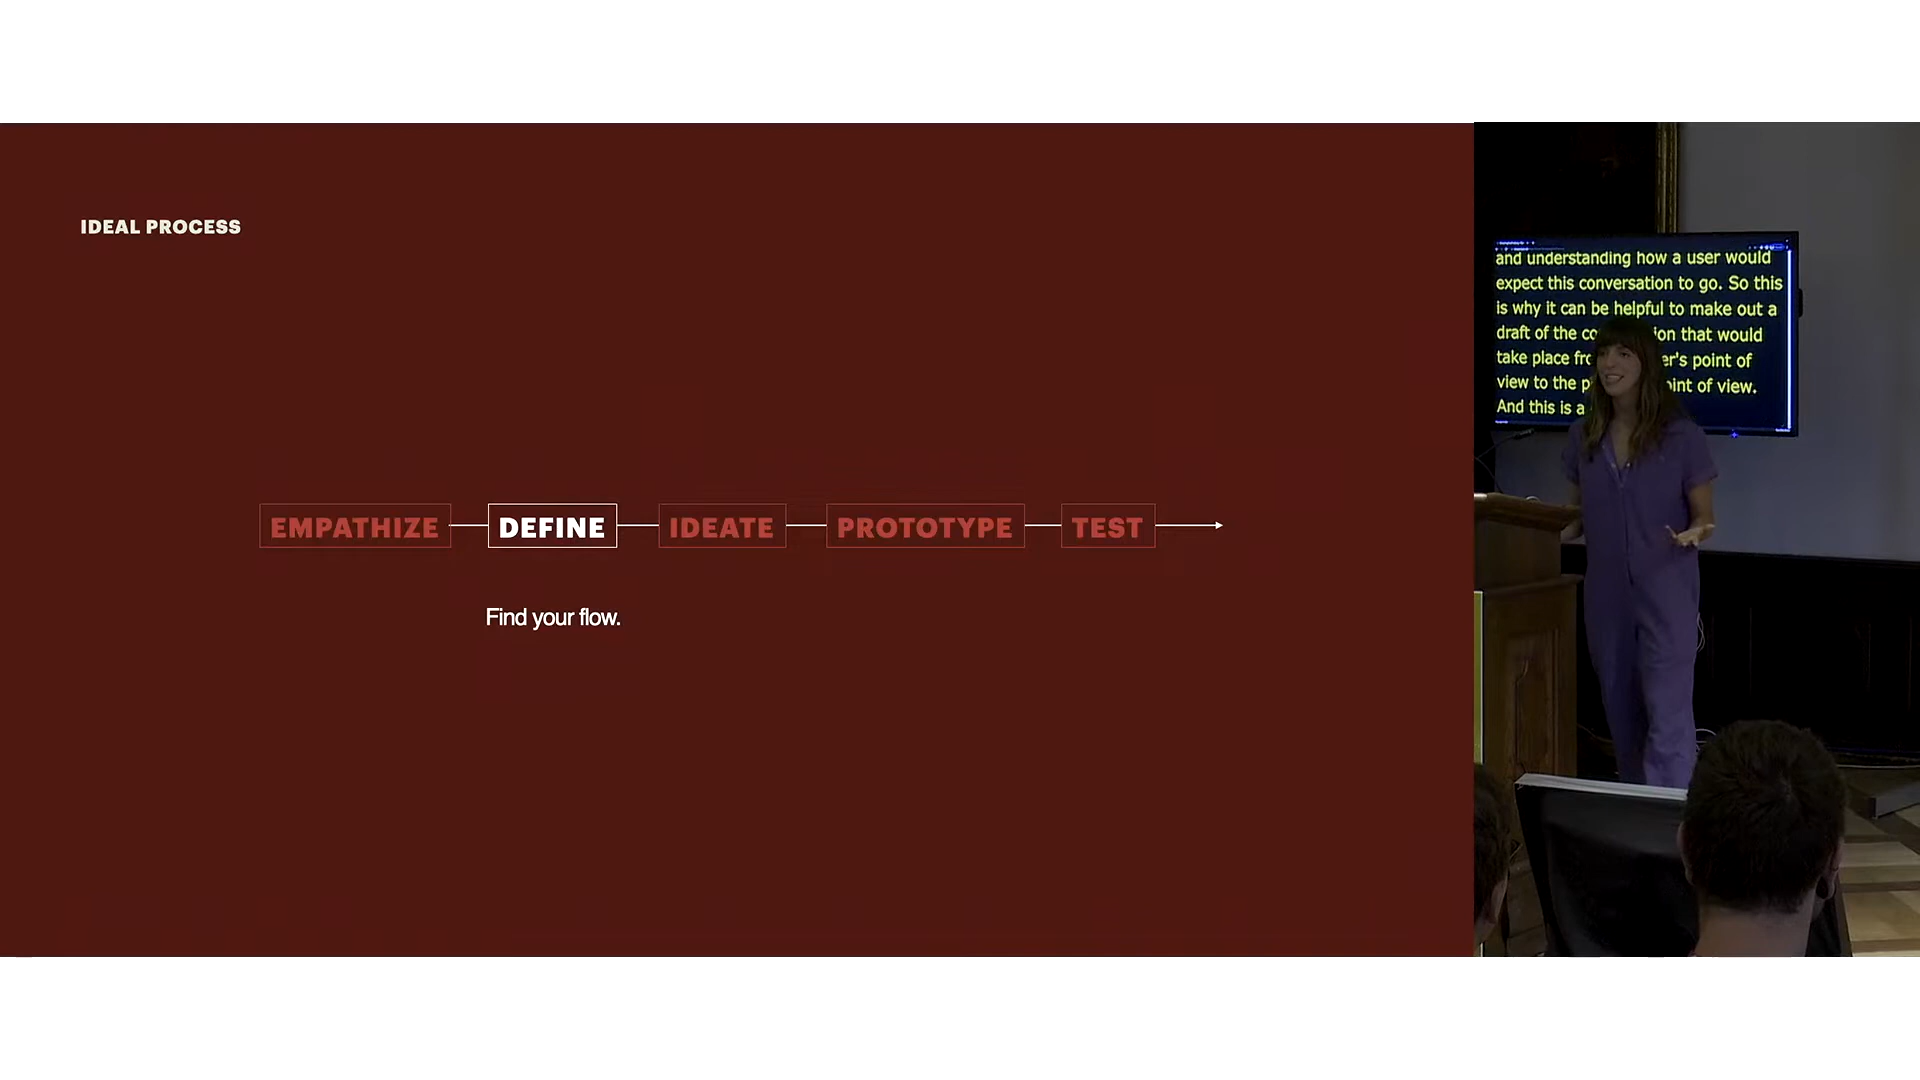 IDEAL PROCESS
EMPATHIZE DEFINE IDEATE PROTOTYPE TEST
Find your flow.
and understanding how a user would
expect this conversation to go. So this
is why it can be helpful to make out a
draft of the co ion that would
take place fro er's point of
view to the p oint of view.
And this is a